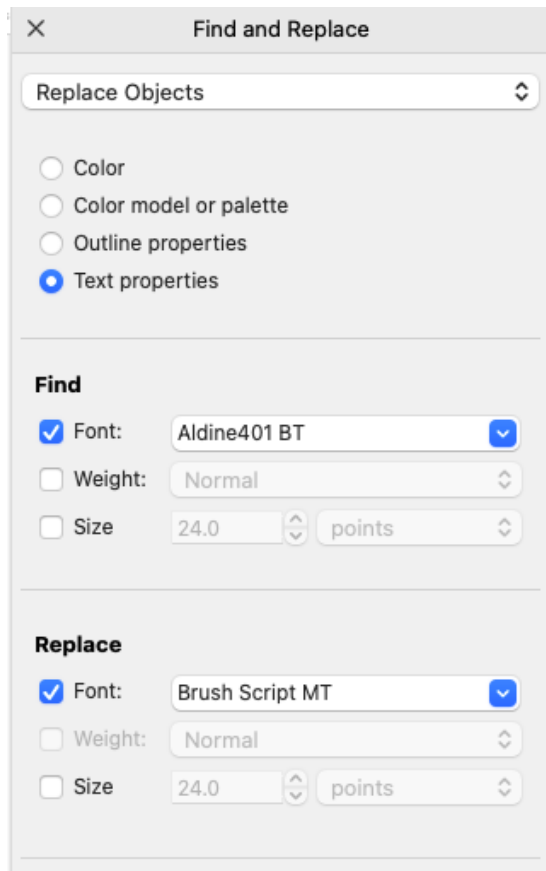 Find and Replace
Replace Objects
Color
Color model or palette
Outline properties
Text properties
Find
Font: Aldine401 BT
Weight: Normal
Size 24.0 points
Replace
Font: Brush Script MT
Weight: Normal
Size 24.0 points